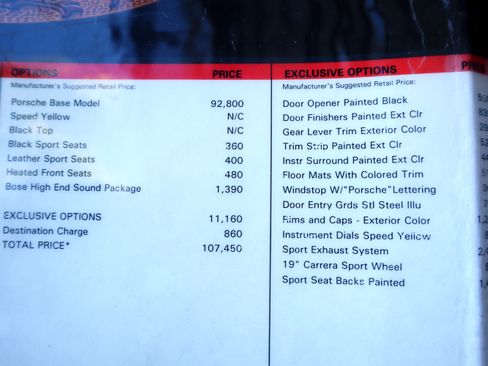 OPTIONS PRICE
Manufacturer's Suggested Retail Price:
Porsche Base Model 92,800
Speed Yellow N/C
Black Top N/C
Black Sport Seats 360
Leather Sport Seats 400
Heated Front Seats 480
Bose High End Sound Package 1,390
EXCLUSIVE OPTIONS 11,160
Destination Charge 860
TOTAL PRICE* 107,450
EXCLUSIVE OPTIONS
Manufacturer's Suggested Retail Price:
Door Opener Painted Black
Door Finishers Painted Ext Clr
Gear Lever Trim Exterior Color
Trim Strip Painted Ext Clr
Instr Surround Painted Ext Clr
Floor Mats With Colored Trim
Windstop W/"Porsche"Lettering
Door Entry Grds Stl Steel Illu
Rims and Caps - Exterior Color
Instrument Dials Speed Yellow
Sport Exhaust System
19" Carrera Sport Wheel
Sport Seat Backs Painted